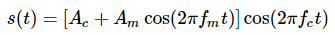 s(t) = [A_c + A_m cos(2πf_m t)] cos(2πf_c t)